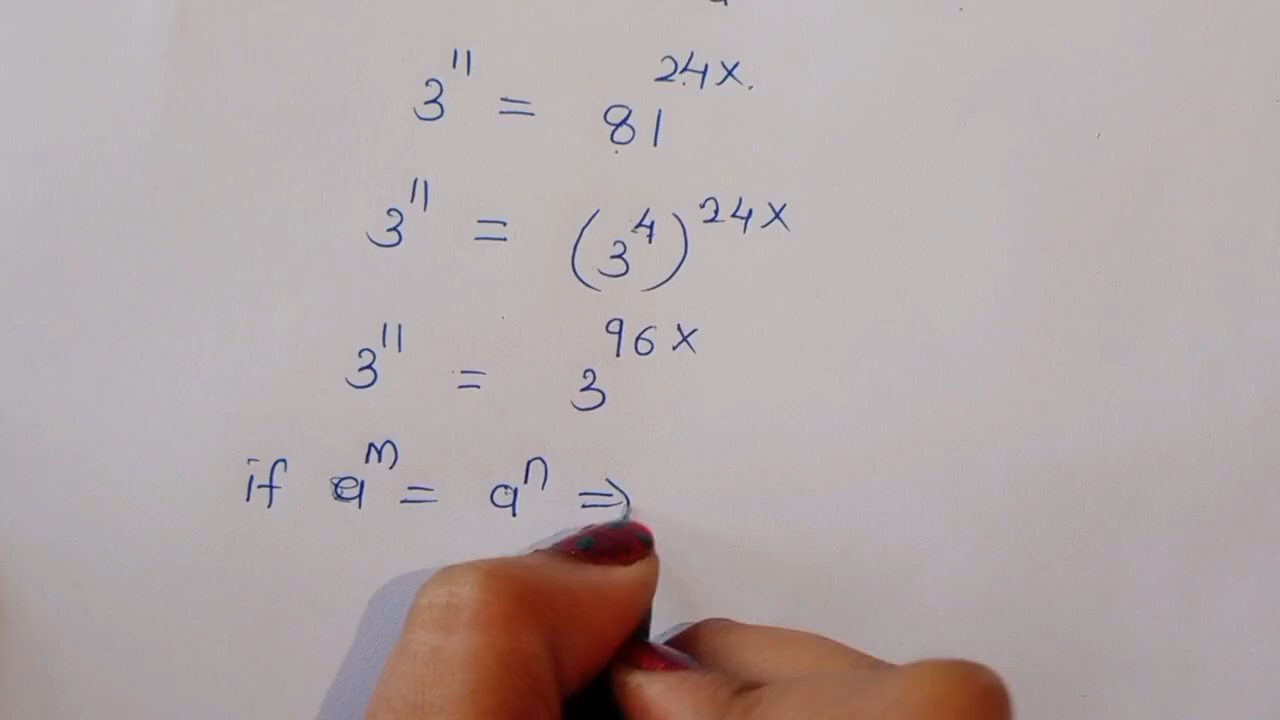 3^11 = 81^24x.
3^11 = (3^4)^24x
3^11 = 3^96x
if a^m = a^n ⇒